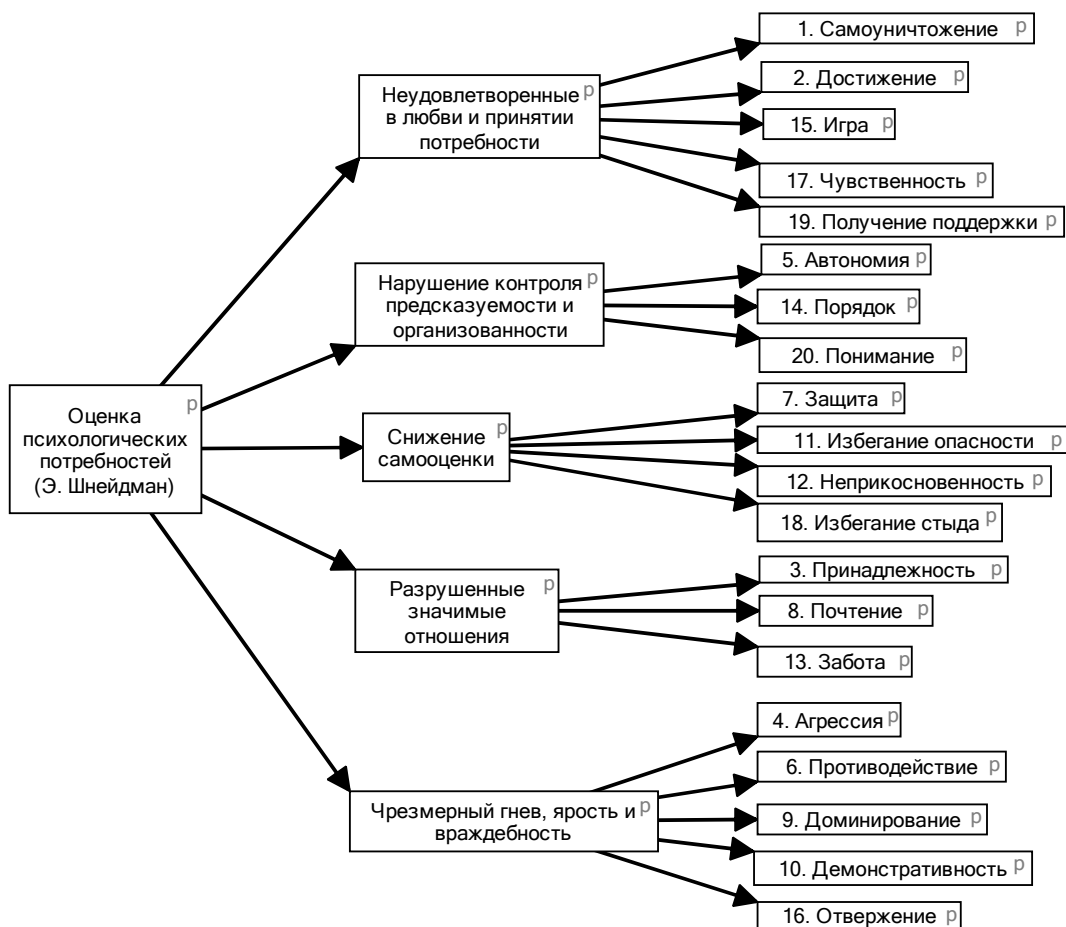 Оценка p
психологических
потребностей
(Э. Шнейдман)
Неудовлетворенные p
в любви и принятии
потребности
1. Самоуничтожение p
2. Достижение p
15. Игра p
17. Чувственность p
19. Получение поддержки p
Нарушение контроля p
предсказуемости и
организованности
5. Автономия p
14. Порядок p
20. Понимание p
Снижение p
самооценки
7. Защита p
11. Избегание опасности p
12. Неприкосновенность p
18. Избегание стыда p
Разрушенные p
значимые
отношения
3. Принадлежность p
8. Почтение p
13. Забота p
Чрезмерный гнев, ярость и p
враждебность
4. Агрессия p
6. Противодействие p
9. Доминирование p
10. Демонстративность p
16. Отвержение p